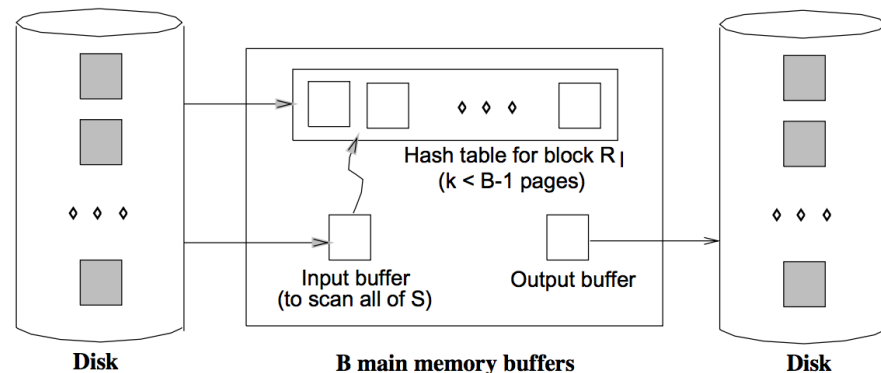 Hash table for block R
(k < B-1 pages)
Input buffer
(to scan all of S)
Output buffer
Disk
B main memory buffers
Disk